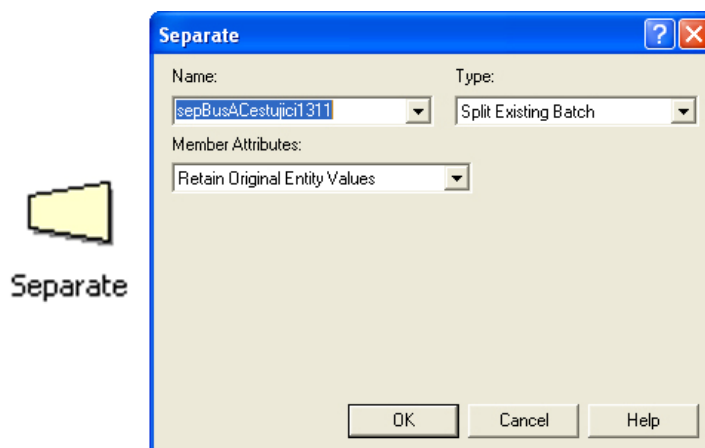 Separate
Separate
Name:
Type:
sepBusACestujici1311
Split Existing Batch
Member Attributes:
Retain Original Entity Values
OK
Cancel
Help